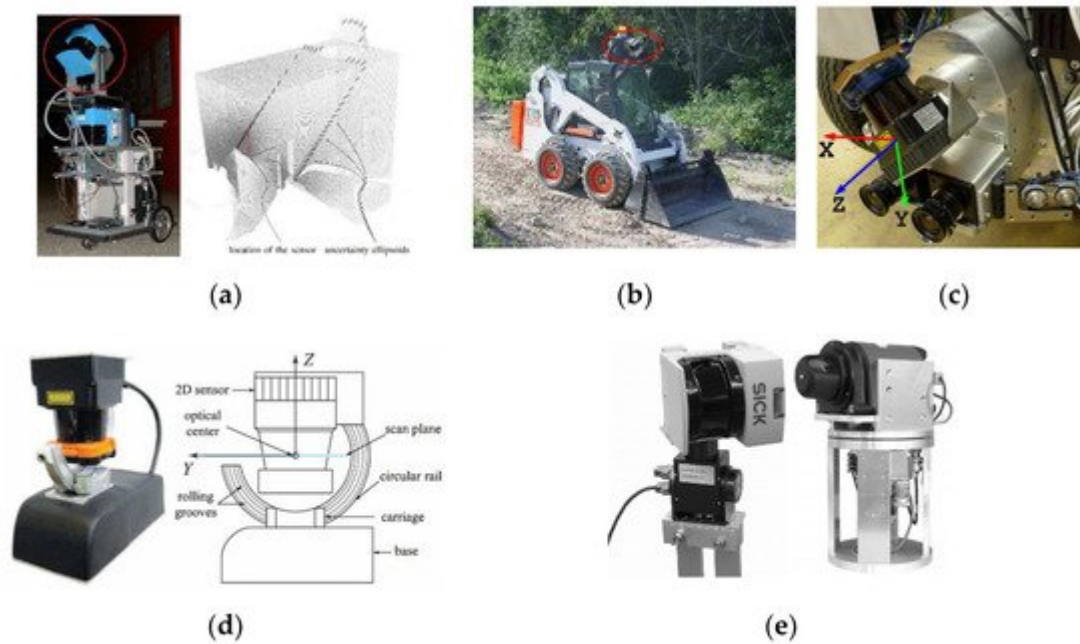 location of the sensor uncertainty ellipsoids
X
Z
Y
(a)
(b)
(c)
Z
2D sensor
optical
center
scan plane
Y
rolling
grooves
circular rail
carriage
base
SICK
(d)
(e)